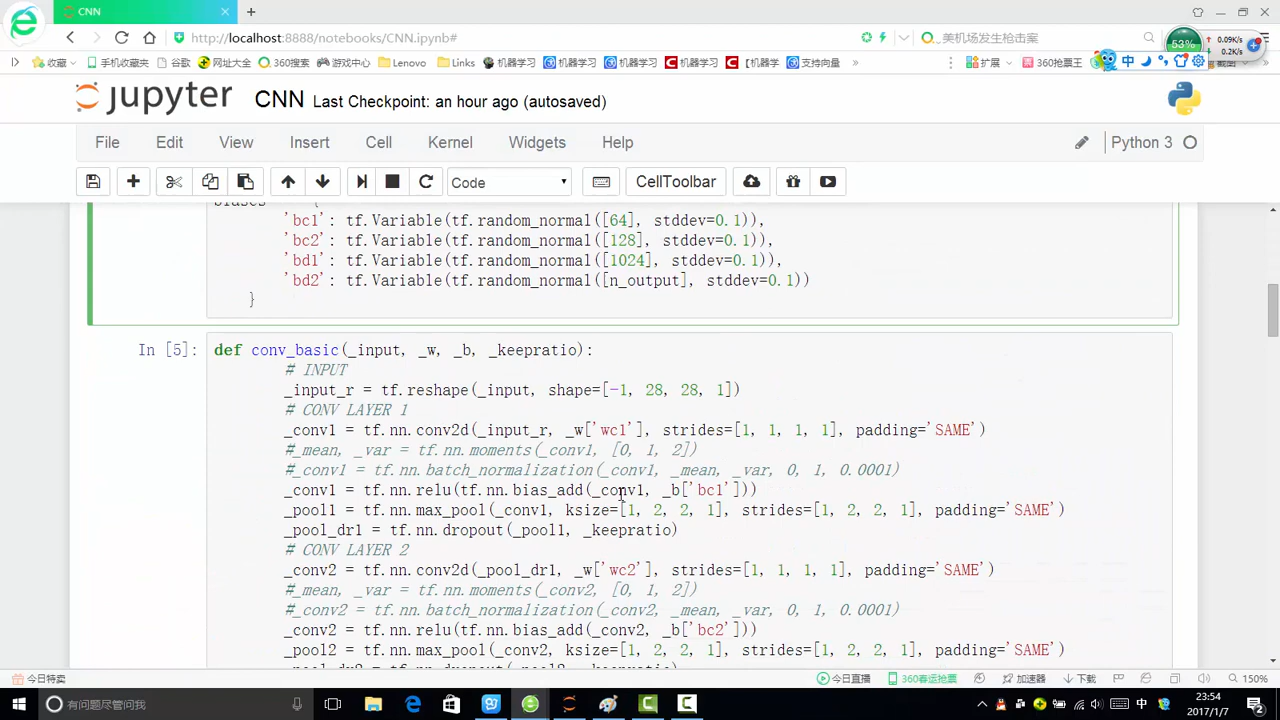 CNN
http://localhost:8888/notebooks/CNN.ipynb#
美机场发生枪击案
53%
0.09K/s
0.2K/s
收藏 手机收藏夹 谷歌 网址大全 360搜索 游戏中心 Lenovo Links 机器学习 机器学习 机器学习 机器学习 【机器学 支持向量 » 扩展 360抢票王
中
jupyter CNN Last Checkpoint: an hour ago (autosaved)
File Edit View Insert Cell Kernel Widgets Help Python 3
Code CellToolbar
biases {
'bc1': tf.Variable(tf.random_normal([64], stddev=0.1)),
'bc2': tf.Variable(tf.random_normal([128], stddev=0.1)),
'bd1': tf.Variable(tf.random_normal([1024], stddev=0.1)),
'bd2': tf.Variable(tf.random_normal([n_output], stddev=0.1))
}
In [5]: def conv_basic(_input, _w, _b, _keepratio):
# INPUT
_input_r = tf.reshape(_input, shape=[-1, 28, 28, 1])
# CONV LAYER 1
_conv1 = tf.nn.conv2d(_input_r, _w['wc1'], strides=[1, 1, 1, 1], padding='SAME')
#_mean, _var = tf.nn.moments(_conv1, [0, 1, 2])
#_conv1 = tf.nn.batch_normalization(_conv1, _mean, _var, 0, 1, 0.0001)
_conv1 = tf.nn.relu(tf.nn.bias_add(_conv1, _b['bc1']))
_pool1 = tf.nn.max_pool(_conv1, ksize=[1, 2, 2, 1], strides=[1, 2, 2, 1], padding='SAME')
_pool_dr1 = tf.nn.dropout(_pool1, _keepratio)
# CONV LAYER 2
_conv2 = tf.nn.conv2d(_pool_dr1, _w['wc2'], strides=[1, 1, 1, 1], padding='SAME')
#_mean, _var = tf.nn.moments(_conv2, [0, 1, 2])
#_conv2 = tf.nn.batch_normalization(_conv2, _mean, _var, 0, 1, 0.0001)
_conv2 = tf.nn.relu(tf.nn.bias_add(_conv2, _b['bc2']))
_pool2 = tf.nn.max_pool(_conv2, ksize=[1, 2, 2, 1], strides=[1, 2, 2, 1], padding='SAME')
_pool_dr2 = tf.nn.dropout(_pool2, _keepratio)
今日特卖 今日直播 360春运抢票 加速器 下载 150%
有问题尽管问我 中 23:54
2017/1/7